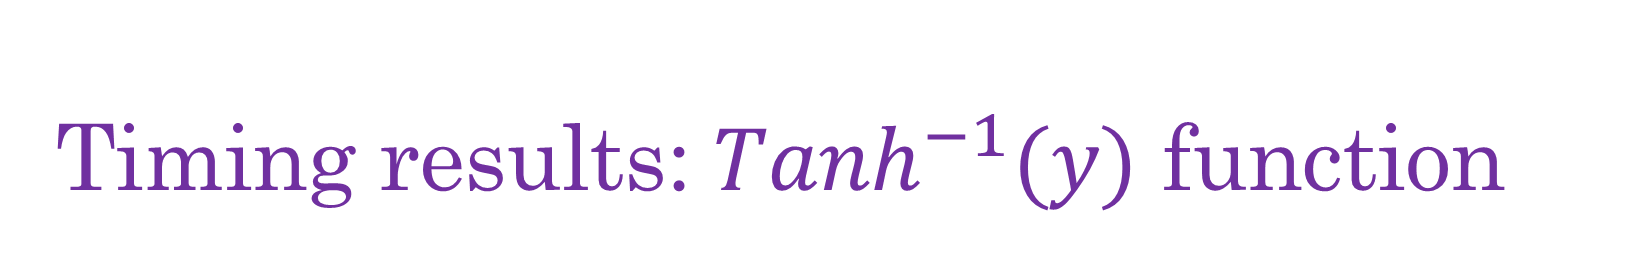 Timing results: Tanh⁻¹(y) function